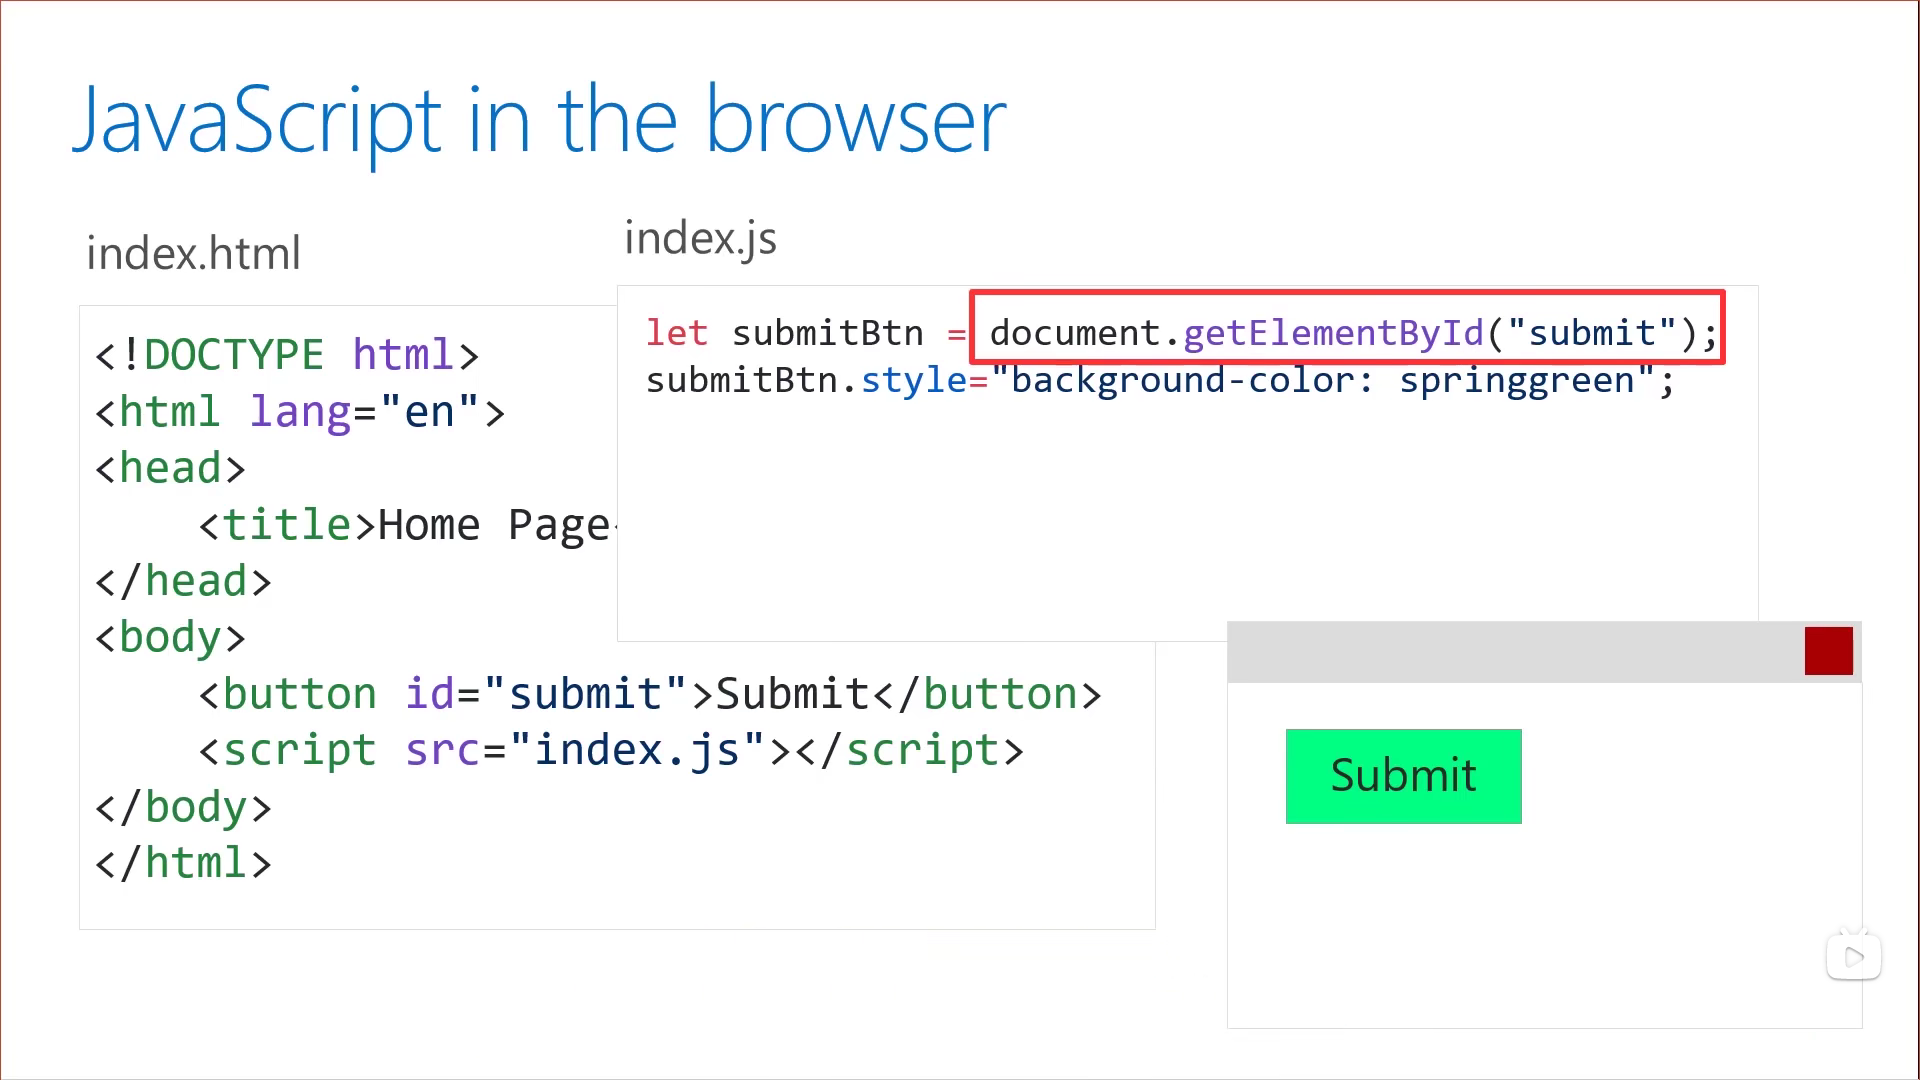 JavaScript in the browser
index.html
<!DOCTYPE html>
<html lang="en">
<head>
    <title>Home Page
</head>
<body>
    <button id="submit">Submit</button>
    <script src="index.js"></script>
</body>
</html>
index.js
let submitBtn = document.getElementById("submit");
submitBtn.style="background-color: springgreen";
Submit